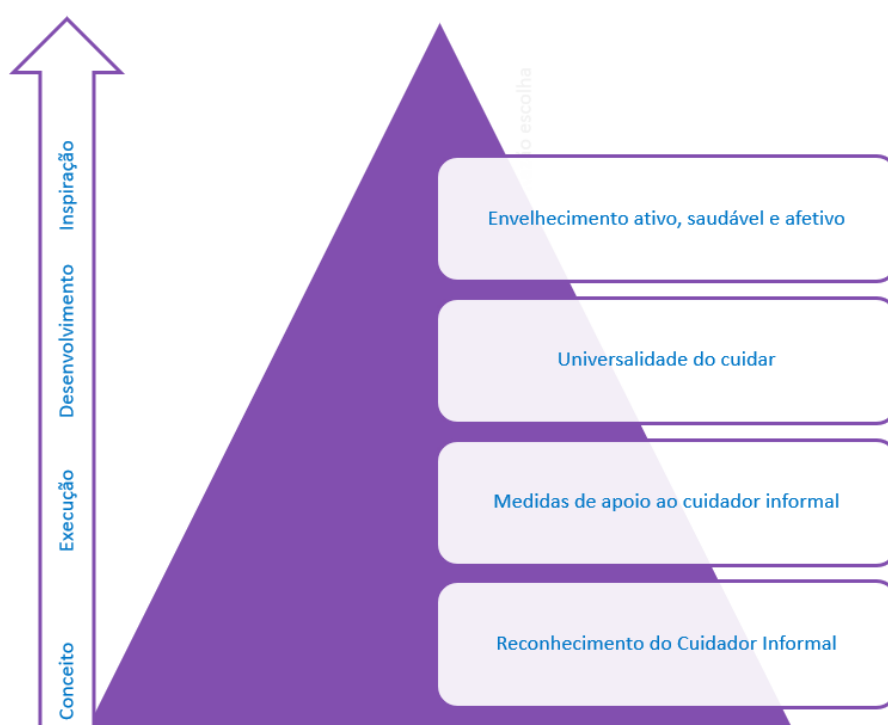 Inspiração
Desenvolvimento
Execução
Conceito
escolha
Envelhecimento ativo, saudável e afetivo
Universalidade do cuidar
Medidas de apoio ao cuidador informal
Reconhecimento do Cuidador Informal